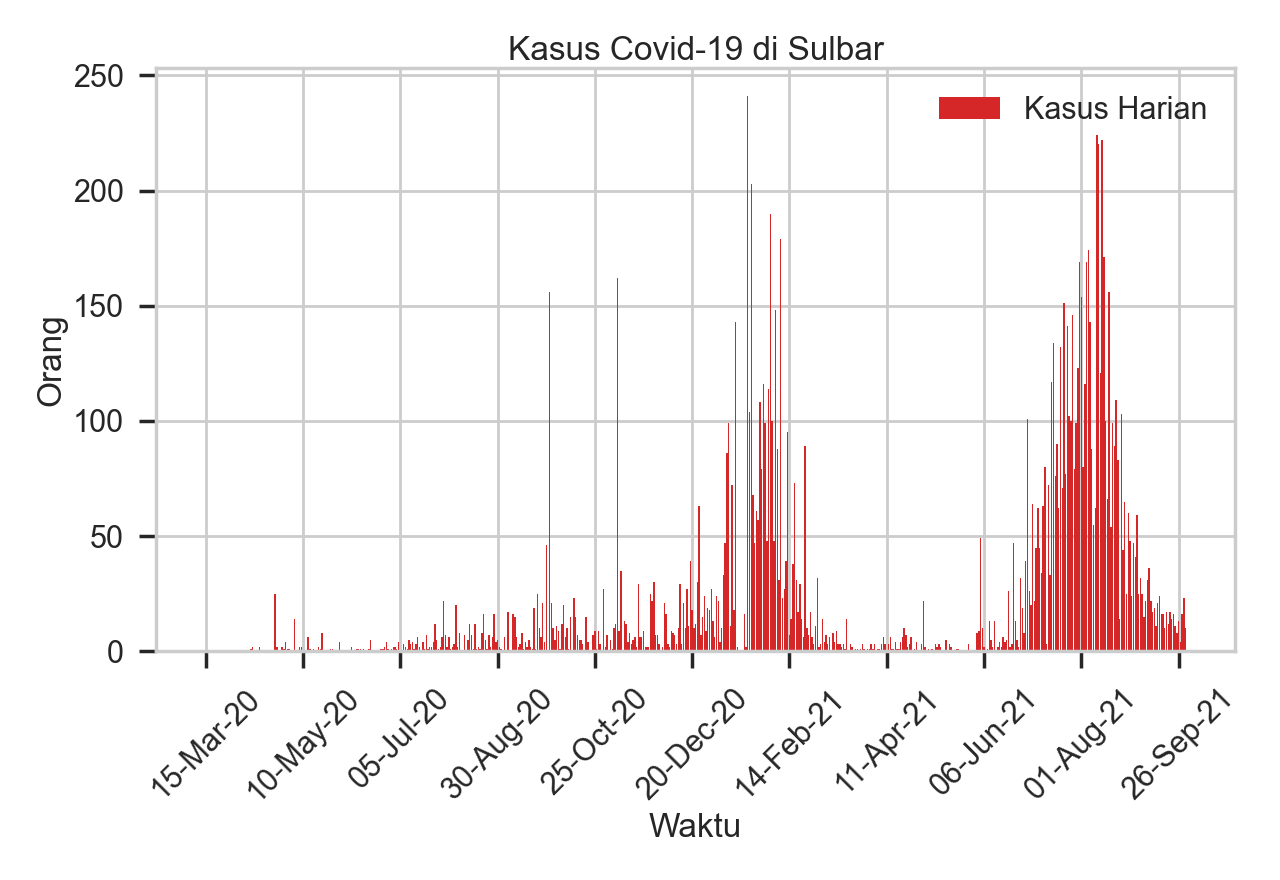 Kasus Covid-19 di Sulbar
250
200
150
100
50
0
Orang
Kasus Harian
15-Mar-20
10-May-20
05-Jul-20
30-Aug-20
25-Oct-20
20-Dec-20
14-Feb-21
11-Apr-21
06-Jun-21
01-Aug-21
26-Sep-21
Waktu